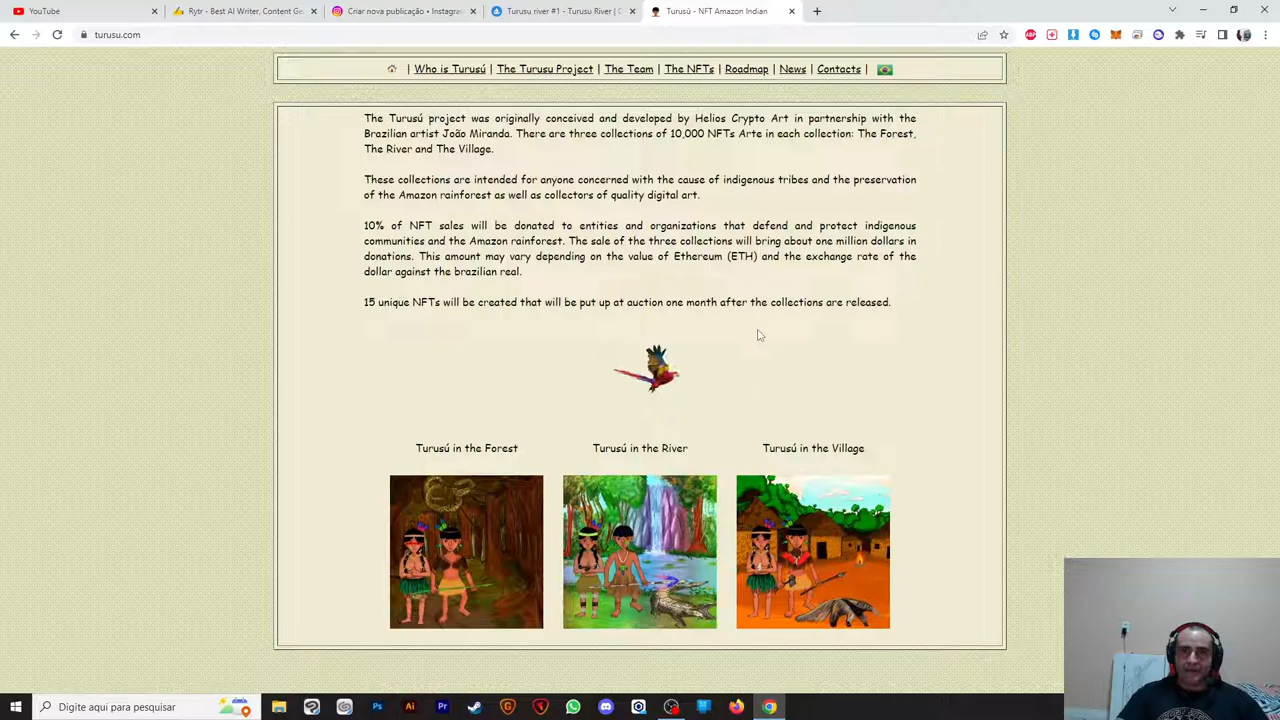 YouTube
Rytr - Best AI Writer, Content Ge
Criar nova publicação • Instagram
Turusu river #1 - Turusu River | O
Turusú - NFT Amazon Indian
turusu.com
| Who is Turusú | The Turusu Project | The Team | The NFTs | Roadmap | News | Contacts |
The Turusú project was originally conceived and developed by Helios Crypto Art in partnership with the
Brazilian artist João Miranda. There are three collections of 10,000 NFTs Arte in each collection: The Forest,
The River and The Village.
These collections are intended for anyone concerned with the cause of indigenous tribes and the preservation
of the Amazon rainforest as well as collectors of quality digital art.
10% of NFT sales will be donated to entities and organizations that defend and protect indigenous
communities and the Amazon rainforest. The sale of the three collections will bring about one million dollars in
donations. This amount may vary depending on the value of Ethereum (ETH) and the exchange rate of the
dollar against the brazilian real.
15 unique NFTs will be created that will be put up at auction one month after the collections are released.
Turusú in the Forest
Turusú in the River
Turusú in the Village
Digite aqui para pesquisar
Ps
Ai
Pr